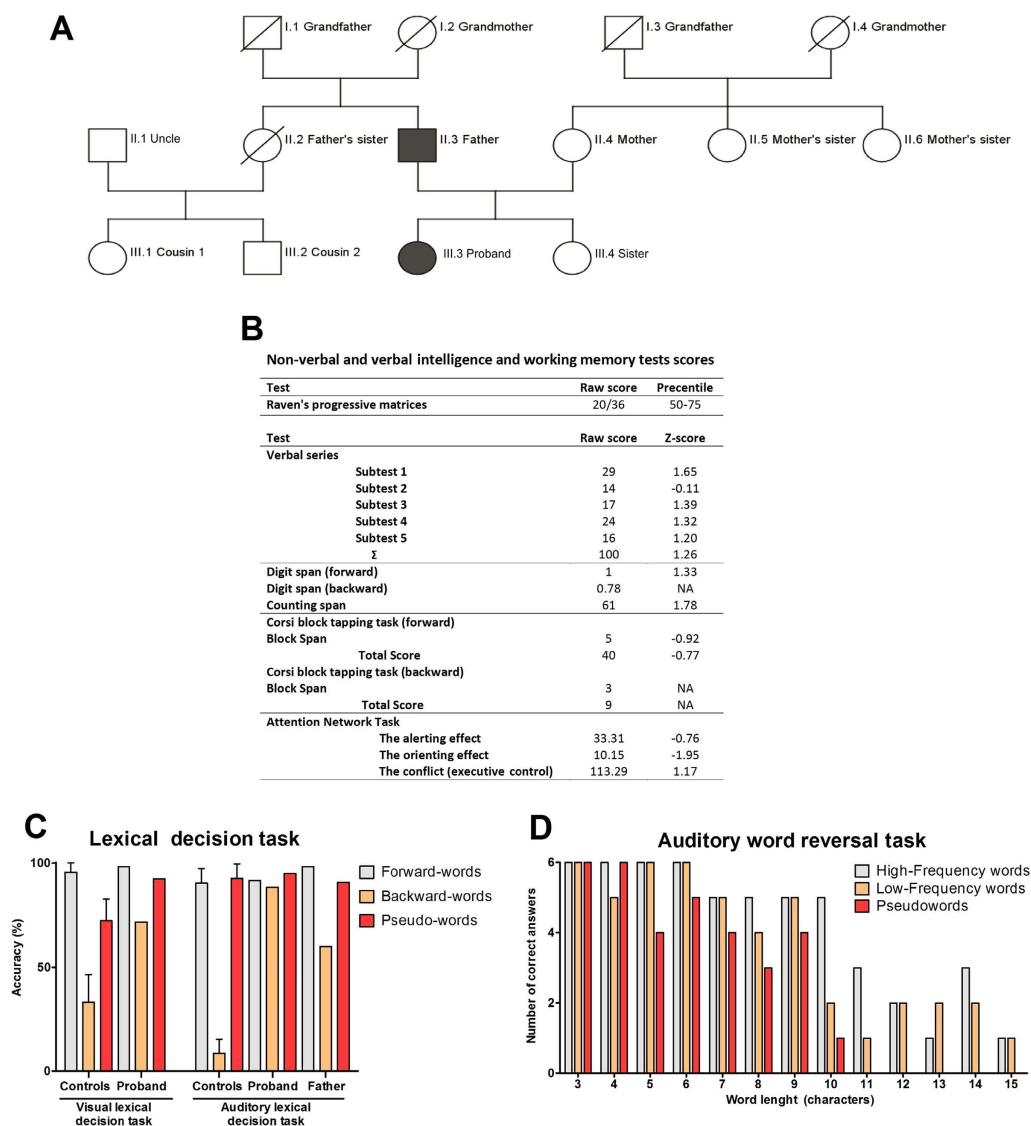 A
I.1 Grandfather
I.2 Grandmother
I.3 Grandfather
I.4 Grandmother
II.1 Uncle
II.2 Father's sister
II.3 Father
II.4 Mother
II.5 Mother's sister
II.6 Mother's sister
III.1 Cousin 1
III.2 Cousin 2
III.3 Proband
III.4 Sister
B
Non-verbal and verbal intelligence and working memory tests scores
Test Raw score Precentile
Raven's progressive matrices 20/36 50-75
Test Raw score Z-score
Verbal series
Subtest 1 29 1.65
Subtest 2 14 -0.11
Subtest 3 17 1.39
Subtest 4 24 1.32
Subtest 5 16 1.20
Σ 100 1.26
Digit span (forward) 1 1.33
Digit span (backward) 0.78 NA
Counting span 61 1.78
Corsi block tapping task (forward)
Block Span 5 -0.92
Total Score 40 -0.77
Corsi block tapping task (backward)
Block Span 3 NA
Total Score 9 NA
Attention Network Task
The alerting effect 33.31 -0.76
The orienting effect 10.15 -1.95
The conflict (executive control) 113.29 1.17
C
Lexical decision task
Accuracy (%)
100
50
0
Forward-words
Backward-words
Pseudo-words
Controls Proband Controls Proband Father
Visual lexical
decision task
Auditory lexical
decision task
D
Auditory word reversal task
Number of correct answers
6
4
2
0
High-Frequency words
Low-Frequency words
Pseudowords
3 4 5 6 7 8 9 10 11 12 13 14 15
Word lenght (characters)